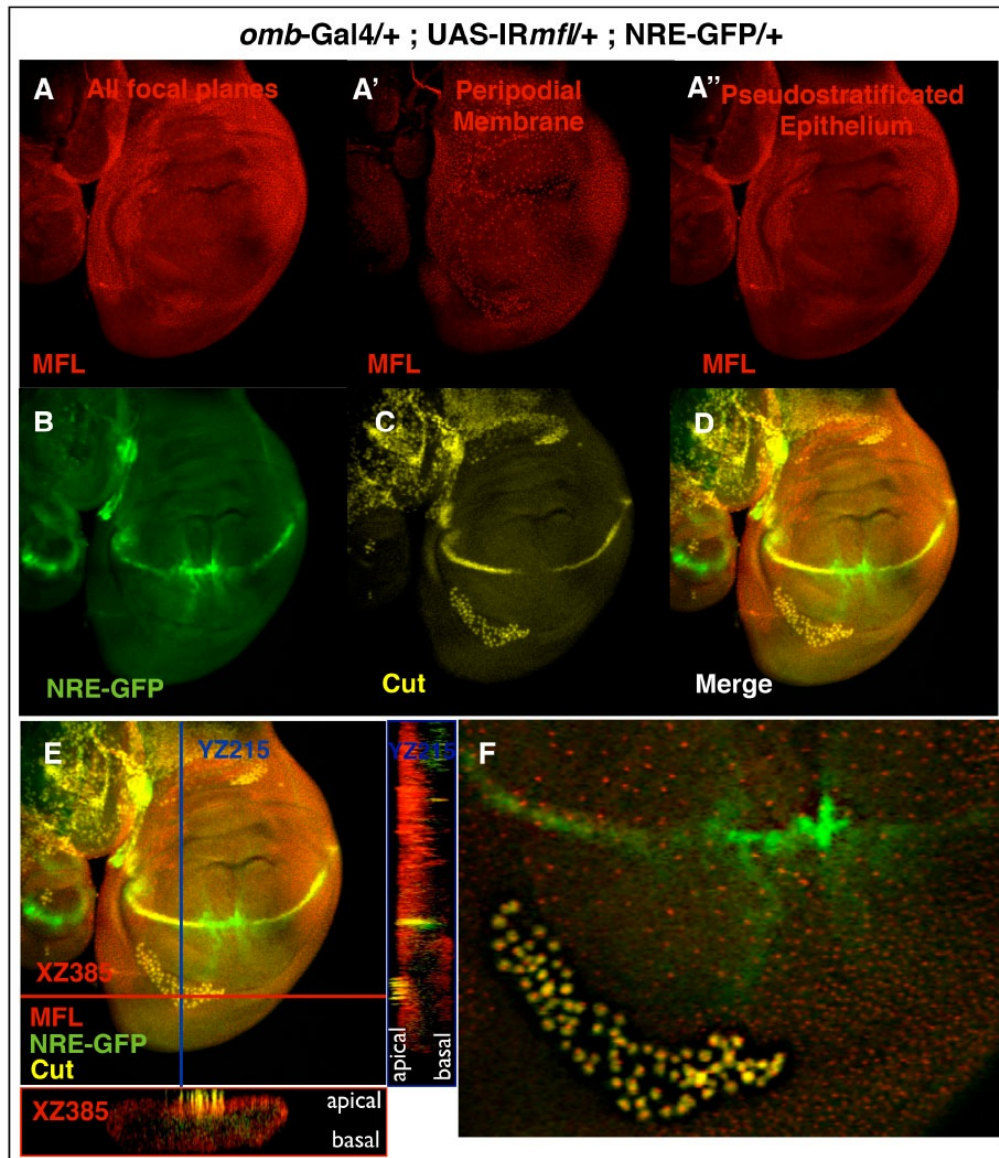 omb-Gal4/+ ; UAS-IRmfl/+ ; NRE-GFP/+
A
All focal planes
MFL
A'
Peripodial
Membrane
MFL
A''
Pseudostratificated
Epithelium
MFL
B
NRE-GFP
C
Cut
D
Merge
E
YZ215
XZ385
MFL
NRE-GFP
Cut
YZ215
apical
basal
XZ385
apical
basal
F